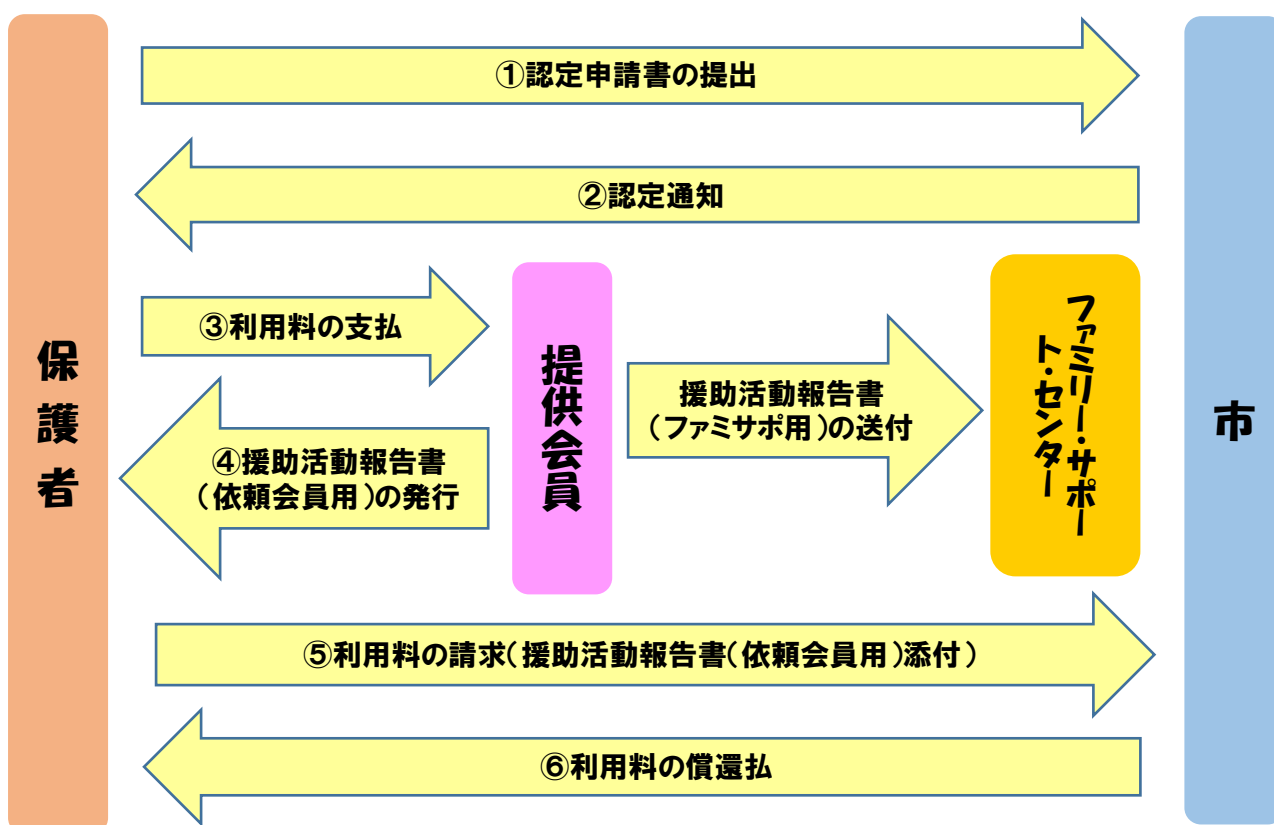 ①認定申請書の提出
②認定通知
保護者
③利用料の支払
④援助活動報告書
（依頼会員用）の発行
提供会員
援助活動報告書
（ファミサポ用）の送付
ファミリー・サポー
ト・センター
市
⑤利用料の請求（援助活動報告書（依頼会員用）添付）
⑥利用料の償還払